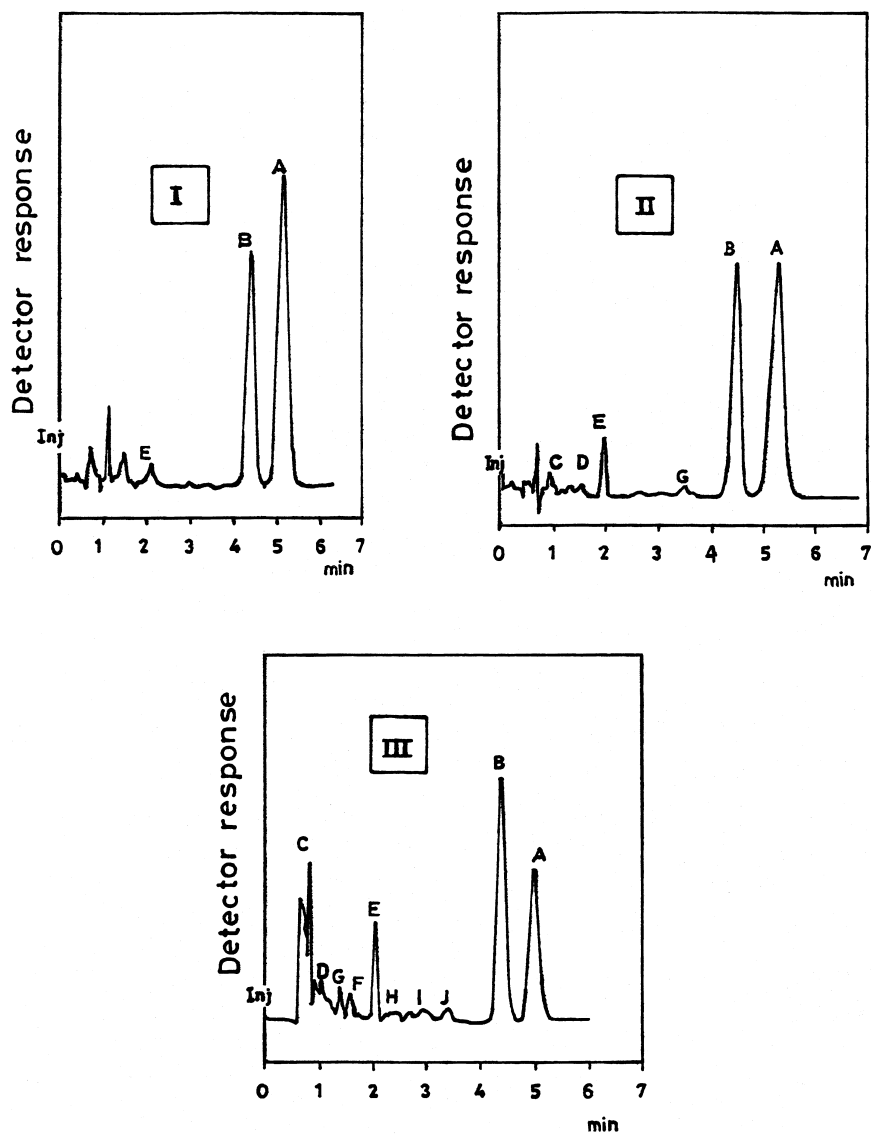 A
I
B
Detector response
Inj
E
0 1 2 3 4 5 6 7
min
II
B A
Detector response
E
Inj C D
G
0 1 2 3 4 5 6 7
min
III
B
Detector response
C
A
E
D G F
Inj
H I J
0 1 2 3 4 5 6 7
min